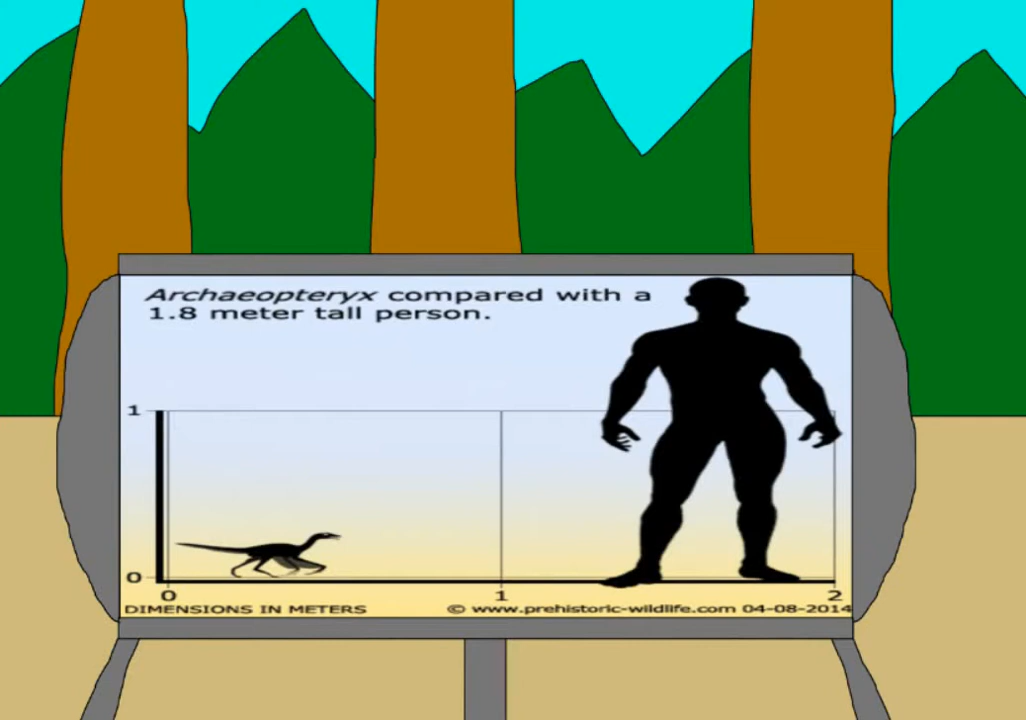 Archaeopteryx compared with a
1.8 meter tall person.
1
0
0 1 2
DIMENSIONS IN METERS © www.prehistoric-wildlife.com 04-08-2014